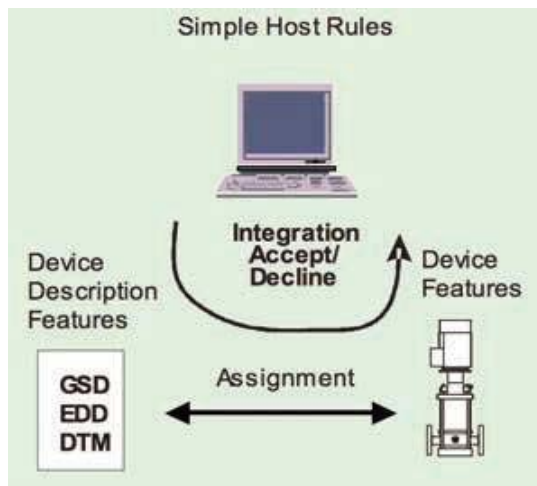 Simple Host Rules
Integration
Accept/
Decline
Device
Description
Features
Device
Features
GSD
EDD
DTM
Assignment